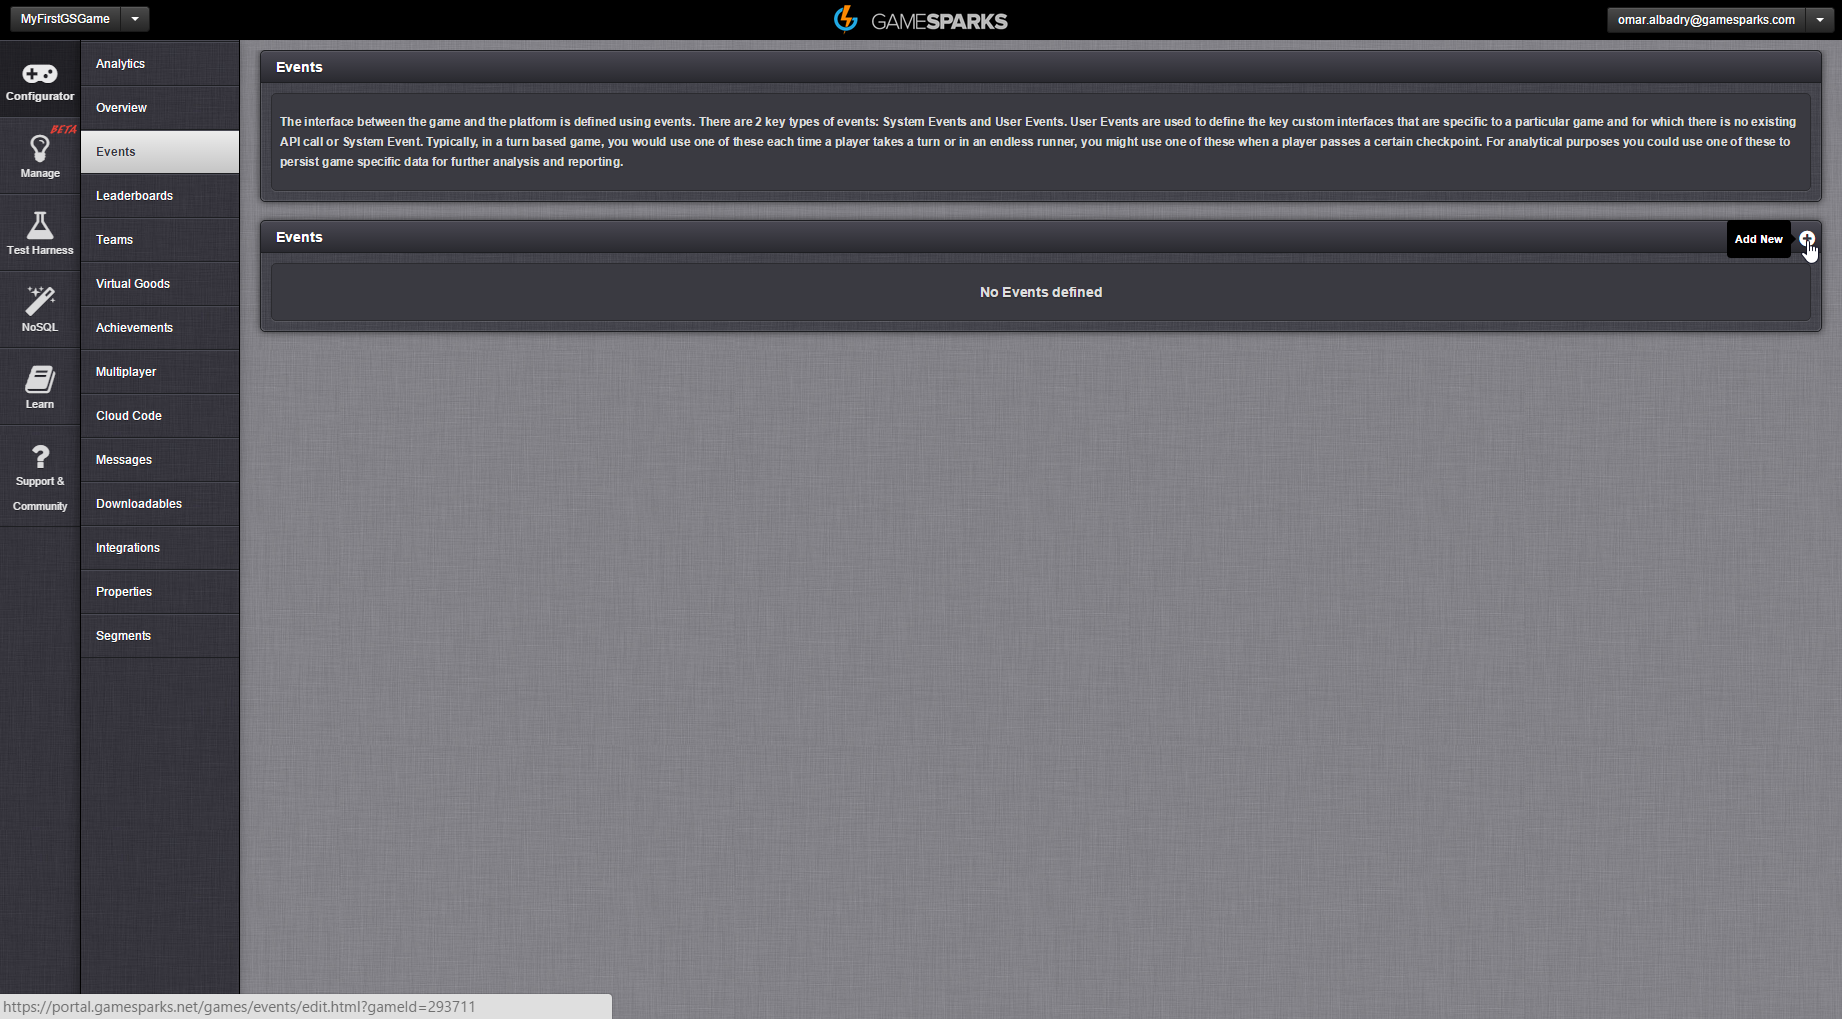 MyFirstGSGame
GAMESPARKS
omar.albadry@gamesparks.com
Configurator
BETA
Manage
Test Harness
NoSQL
Learn
Support &
Community
Analytics
Overview
Events
Leaderboards
Teams
Virtual Goods
Achievements
Multiplayer
Cloud Code
Messages
Downloadables
Integrations
Properties
Segments
Events
The interface between the game and the platform is defined using events. There are 2 key types of events: System Events and User Events. User Events are used to define the key custom interfaces that are specific to a particular game and for which there is no existing
API call or System Event. Typically, in a turn based game, you would use one of these each time a player takes a turn or in an endless runner, you might use one of these when a player passes a certain checkpoint. For analytical purposes you could use one of these to
persist game specific data for further analysis and reporting.
Events
Add New
No Events defined
https://portal.gamesparks.net/games/events/edit.html?gameId=293711